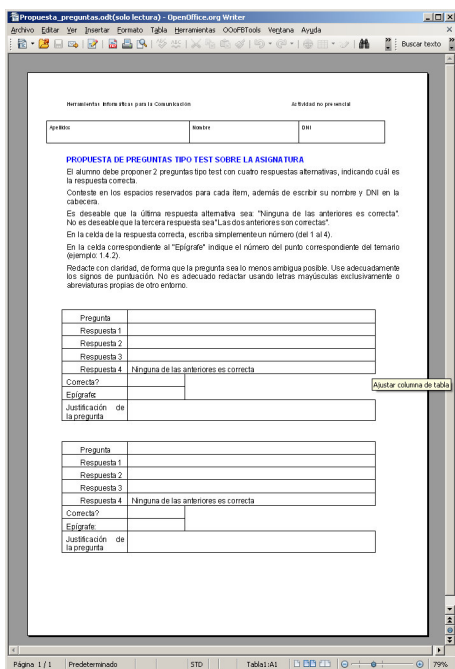 Propuesta_preguntas.odt(solo lectura) - OpenOffice.org Writer
Archivo Editar Ver Insertar Formato Tabla Herramientas OOoFBTools Ventana Ayuda
Buscar texto
Herramientas Informáticas para la Comunicación Actividad no presencial
Apellidos Nombre DNI
PROPUESTA DE PREGUNTAS TIPO TEST SOBRE LA ASIGNATURA
El alumno debe proponer 2 preguntas tipo test con cuatro respuestas alternativas, indicando cuál es
la respuesta correcta.
Conteste en los espacios reservados para cada ítem, además de escribir su nombre y DNI en la
cabecera.
Es deseable que la última respuesta alternativa sea: "Ninguna de las anteriores es correcta".
No es deseable que la tercera respuesta sea"Las dos anteriores son correctas".
En la celda de la respuesta correcta, escriba simplemente un número (del 1 al 4).
En la celda correspondiente al "Epígrafe" indique el número del punto correspondiente del temario
(ejemplo: 1.4.2).
Redacte con claridad, de forma que la pregunta sea lo menos ambigua posible. Use adecuadamente
los signos de puntuación. No es adecuado redactar usando letras mayúsculas exclusivamente o
abreviaturas propias de otro entorno.
Pregunta
Respuesta 1
Respuesta 2
Respuesta 3
Respuesta 4 Ninguna de las anteriores es correcta
Correcta?
Ajustar columna de tabla
Epígrafe:
Justificación de
la pregunta
Pregunta
Respuesta 1
Respuesta 2
Respuesta 3
Respuesta 4 Ninguna de las anteriores es correcta
Correcta?
Epígrafe:
Justificación de
la pregunta
Página 1 / 1 Predeterminado STD Tabla1:A1 79%